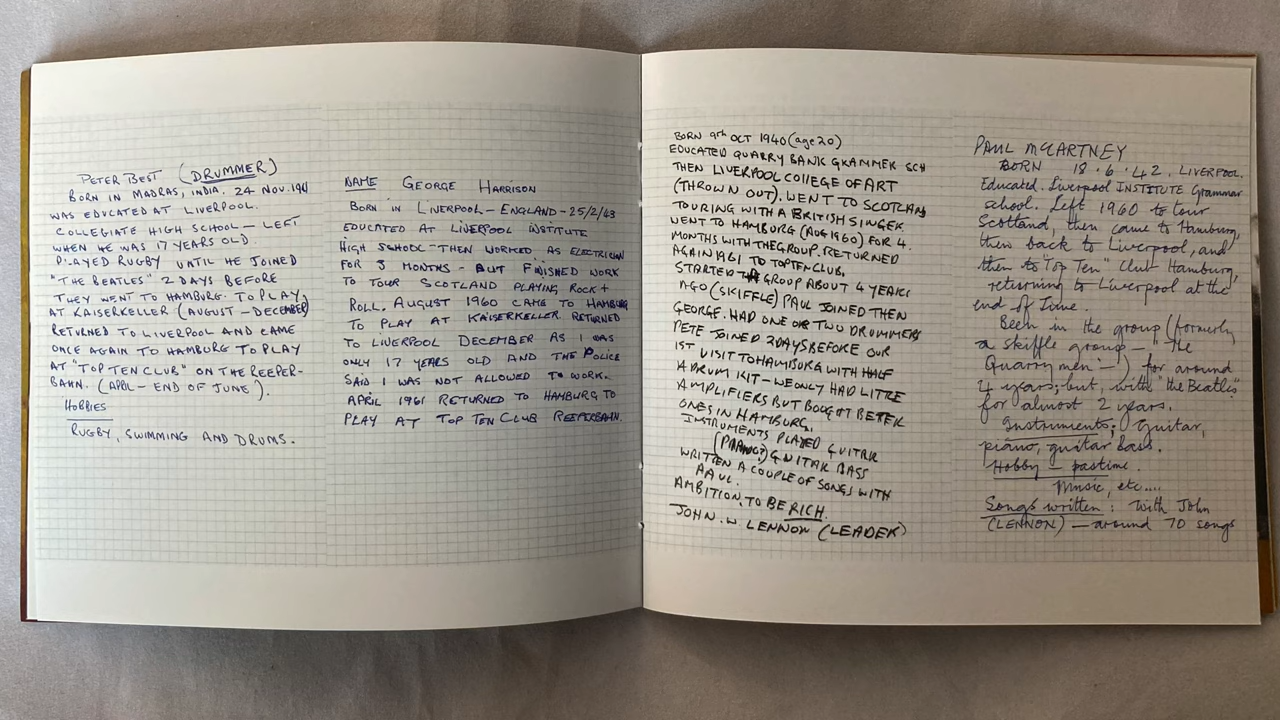 PETER BEST (DRUMMER)
BORN IN MADRAS, INDIA. 24 NOV. 1941
WAS EDUCATED AT LIVERPOOL.
COLLEGIATE HIGH SCHOOL – LEFT
WHEN HE WAS 17 YEARS OLD.
PLAYED RUGBY UNTIL HE JOINED
"THE BEATLES" 2 DAYS BEFORE
THEY WENT TO HAMBURG. TO PLAY
AT KAISERKELLER (AUGUST – DECEMBER)
RETURNED TO LIVERPOOL AND CAME
ONCE AGAIN TO HAMBURG TO PLAY
AT "TOP TEN CLUB" ON THE REEPER-
BAHN. (APRIL – END OF JUNE).
HOBBIES
RUGBY, SWIMMING AND DRUMS.
NAME GEORGE HARRISON
BORN IN LIVERPOOL – ENGLAND – 25/2/43
EDUCATED AT LIVERPOOL INSTITUTE
HIGH SCHOOL – THEN WORKED AS ELECTRICIAN
FOR 3 MONTHS – BUT FINISHED WORK
TO TOUR SCOTLAND PLAYING ROCK +
ROLL. AUGUST 1960 CAME TO HAMBURG
TO PLAY AT KAISERKELLER. RETURNED
TO LIVERPOOL DECEMBER AS I WAS
ONLY 17 YEARS OLD AND THE POLICE
SAID I WAS NOT ALLOWED TO WORK.
APRIL 1961 RETURNED TO HAMBURG TO
PLAY AT TOP TEN CLUB REEPERBAHN.
BORN 9TH OCT 1940 (age 20)
EDUCATED QUARRY BANK GRAMMER SCH
THEN LIVERPOOL COLLEGE OF ART
(THROWN OUT). WENT TO SCOTLAND
TOURING WITH A BRITISH SINGER
WENT TO HAMBURG (AUG 1960) FOR 4
MONTHS WITH THE GROUP. RETURNED
AGAIN 1961 TO TOPTEN CLUB.
STARTED GROUP ABOUT 4 YEARS
AGO (SKIFFLE) PAUL JOINED THEN
GEORGE. HAD ONE OR TWO DRUMMERS
PETE JOINED 2 DAYS BEFORE OUR
1ST VISIT TO HAMBURG WITH HALF
A DRUM KIT – WE ONLY HAD LITTLE
AMPLIFIERS BUT BOUGHT BETER
ONES IN HAMBURG.
INSTRUMENTS PLAYED GUITAR
GUITAR BASS
WRITTEN A COUPLE OF SONGS WITH
PAUL.
AMBITION. TO BE RICH.
JOHN. W. LENNON (LEADER)
PAUL McCARTNEY
BORN 18.6.42. LIVERPOOL.
Educated. Liverpool INSTITUTE Grammar
school. Left 1960 to tour
Scotland, then came to Hamburg,
then back to Liverpool, and
then to "Top Ten" Club Hamburg,
returning to Liverpool at the
end of June.
Been in the group (formerly
a skiffle group – "the
Quarrymen –) for around
4 years; but, with "the Beatles"
for almost 2 years.
Instruments; Guitar,
piano, guitar bass.
Hobby – pastime.
Music, etc....
Songs written: With John
(LENNON) – around 70 songs